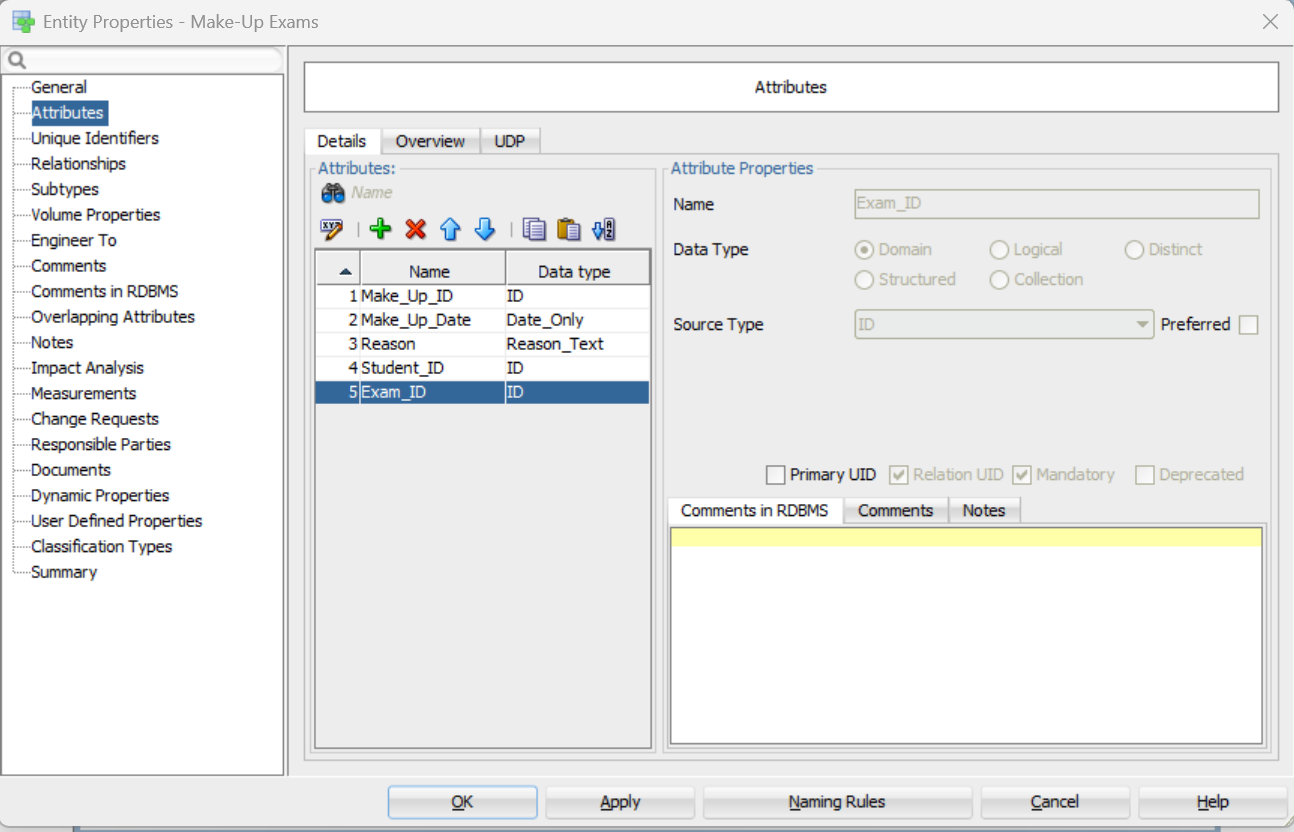 Entity Properties - Make-Up Exams
General
Attributes
Unique Identifiers
Relationships
Subtypes
Volume Properties
Engineer To
Comments
Comments in RDBMS
Overlapping Attributes
Notes
Impact Analysis
Measurements
Change Requests
Responsible Parties
Documents
Dynamic Properties
User Defined Properties
Classification Types
Summary
Attributes
Details Overview UDP
Attributes:
Name
Name Data type
1 Make_Up_ID ID
2 Make_Up_Date Date_Only
3 Reason Reason_Text
4 Student_ID ID
5 Exam_ID ID
Attribute Properties
Name Exam_ID
Data Type Domain Logical Distinct
Structured Collection
Source Type ID Preferred
Primary UID Relation UID Mandatory Deprecated
Comments in RDBMS Comments Notes
OK Apply Naming Rules Cancel Help